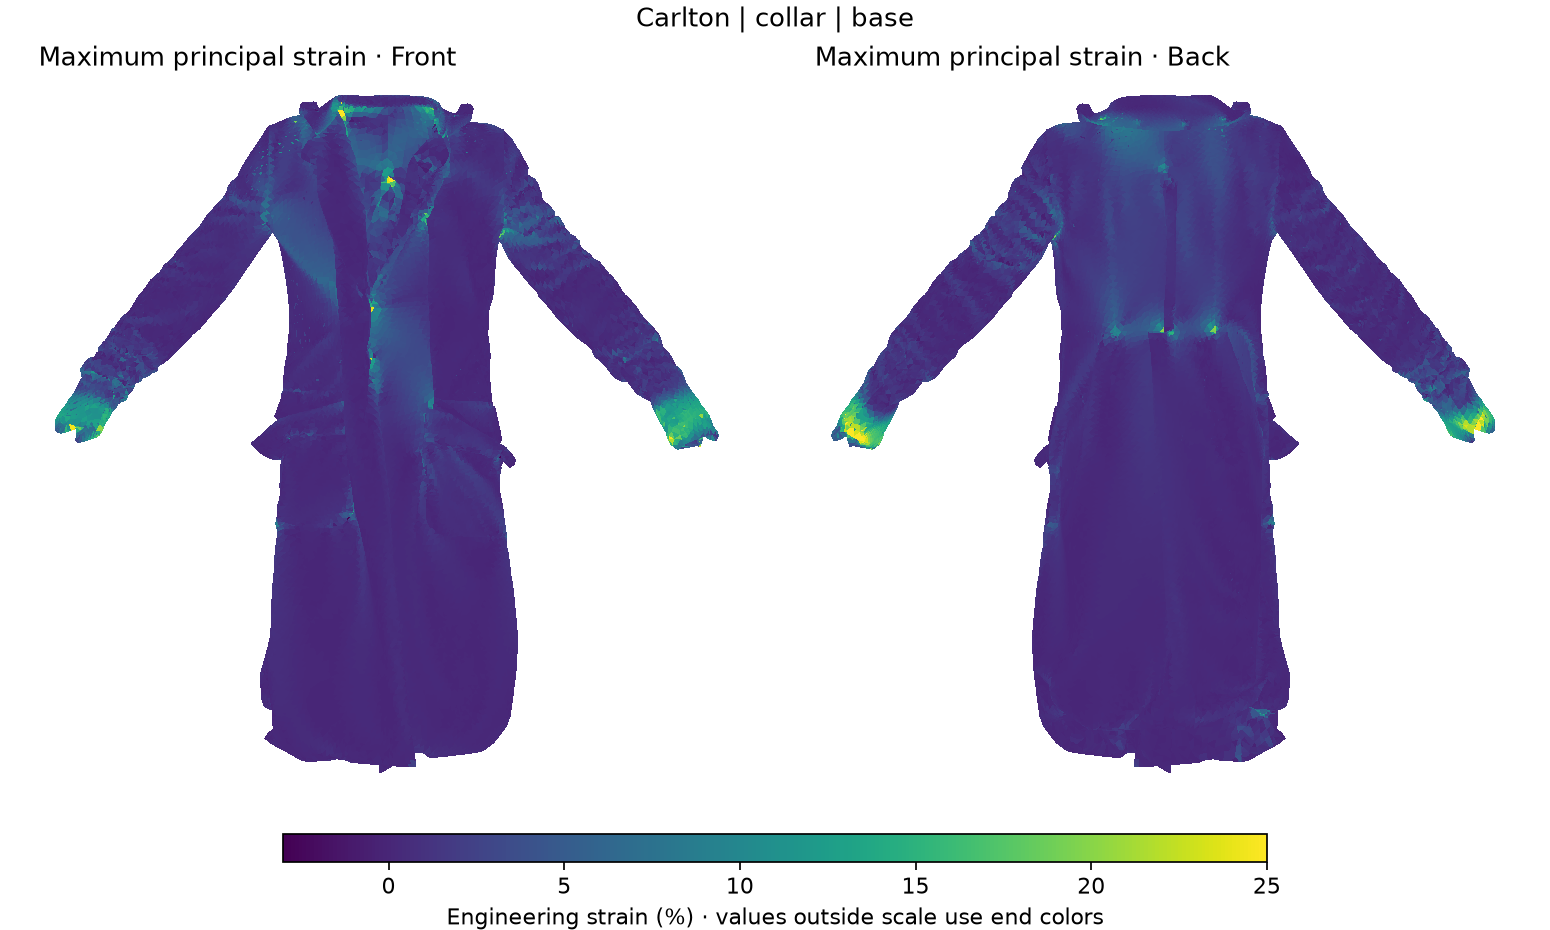 Carlton | collar | base
Maximum principal strain · Front
Maximum principal strain · Back
0 5 10 15 20 25
Engineering strain (%) · values outside scale use end colors